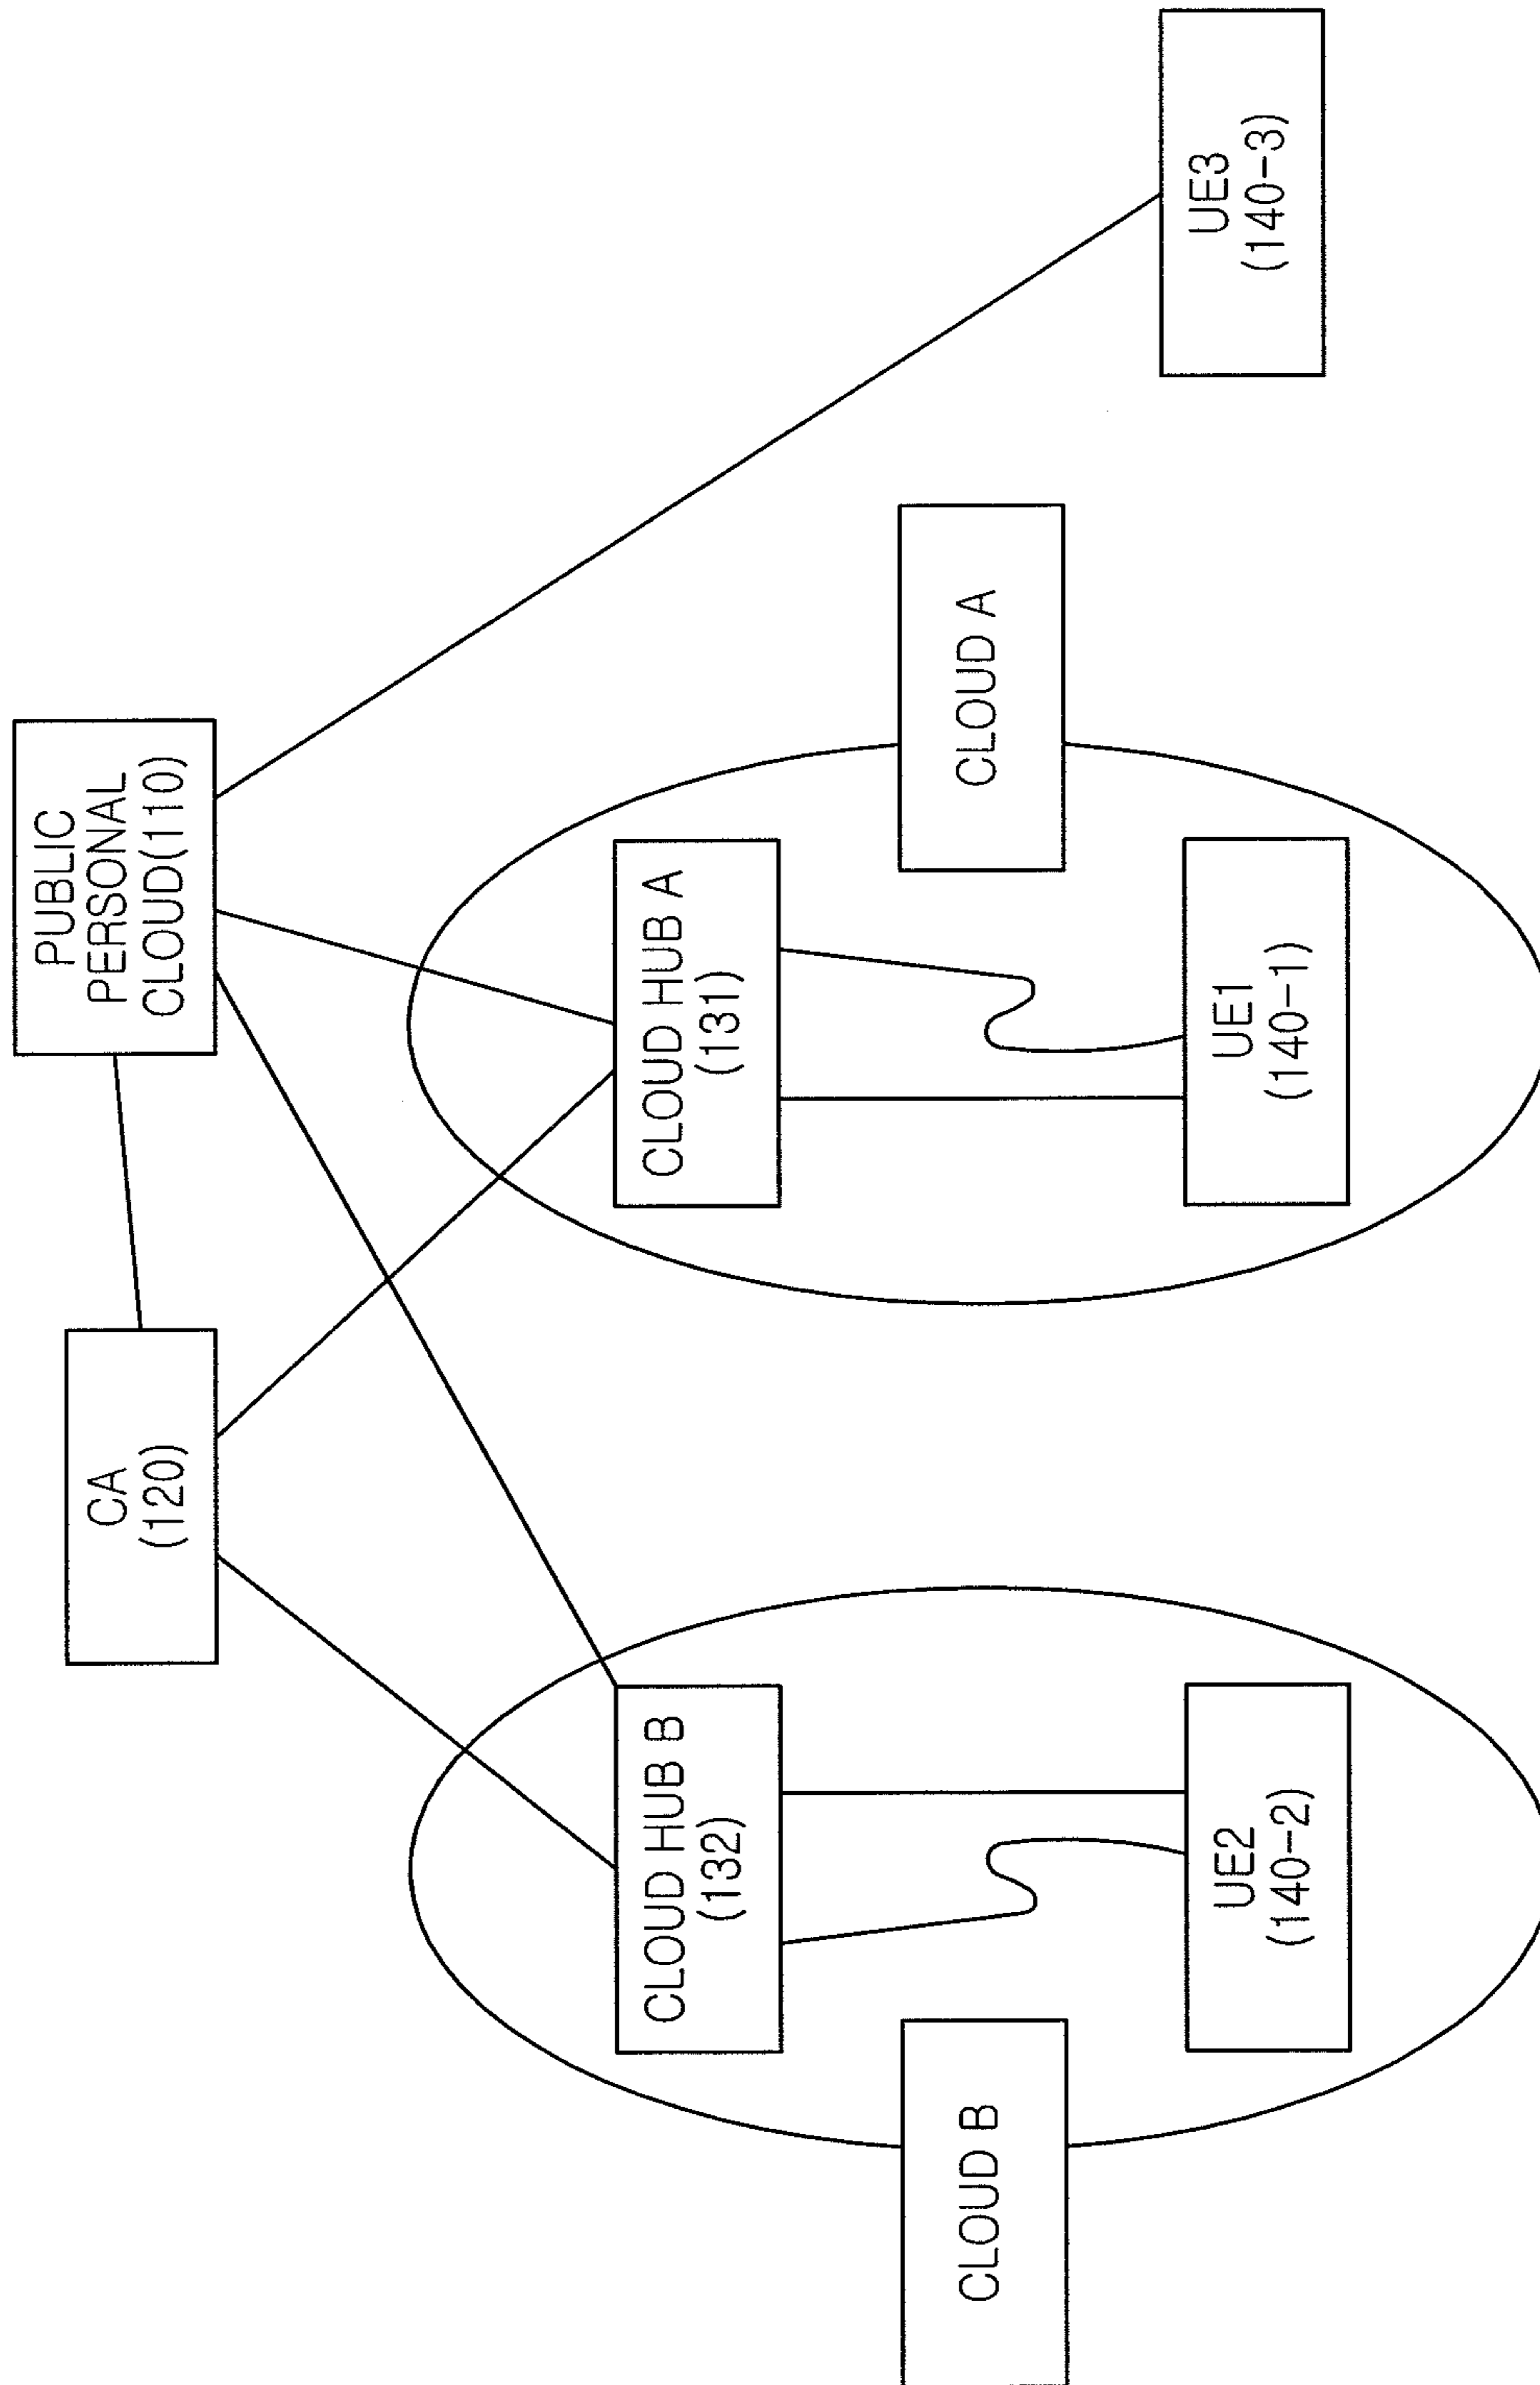 PUBLIC
PERSONAL
CLOUD(110)
CA
(120)
CLOUD HUB B
(132)
CLOUD HUB A
(131)
CLOUD B
CLOUD A
UE2
(140-2)
UE1
(140-1)
UE3
(140-3)